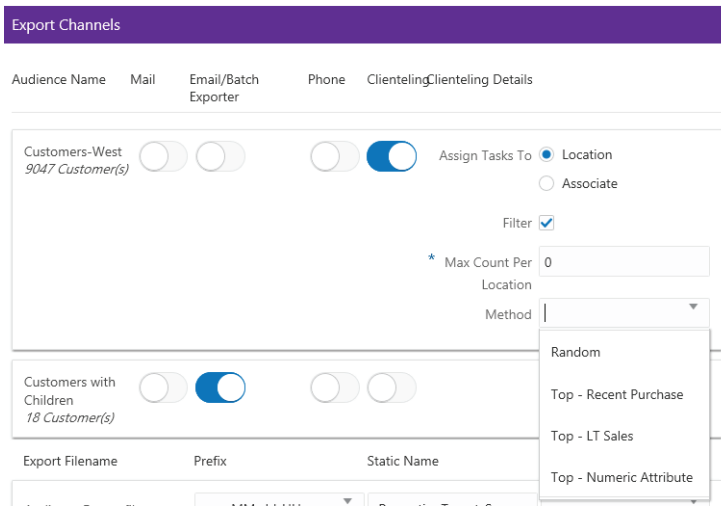 Export Channels
Audience Name Mail Email/Batch Exporter Phone Clienteling Clienteling Details
Customers-West
9047 Customer(s)
Assign Tasks To Location
Associate
Filter
* Max Count Per Location 0
Method
Random
Top - Recent Purchase
Top - LT Sales
Top - Numeric Attribute
Customers with
Children
18 Customer(s)
Export Filename Prefix Static Name